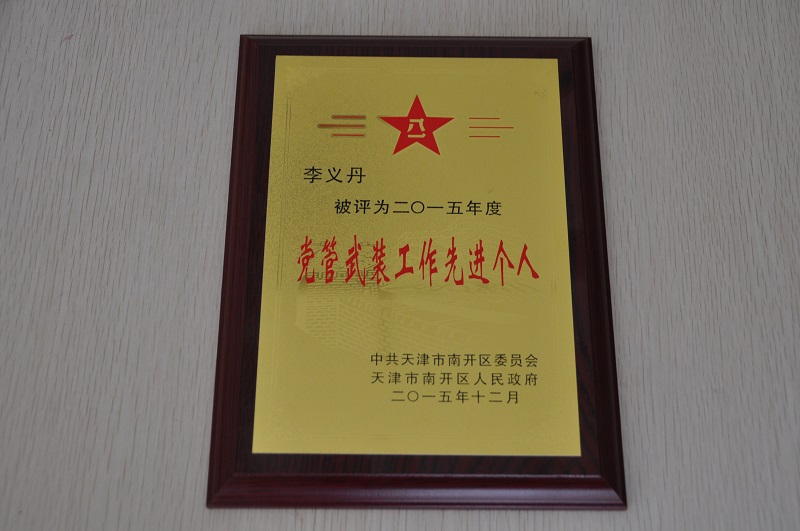 八一
李义丹
被评为二〇一五年度
党管武装工作先进个人
中共天津市南开区委员会
天津市南开区人民政府
二〇一五年十二月